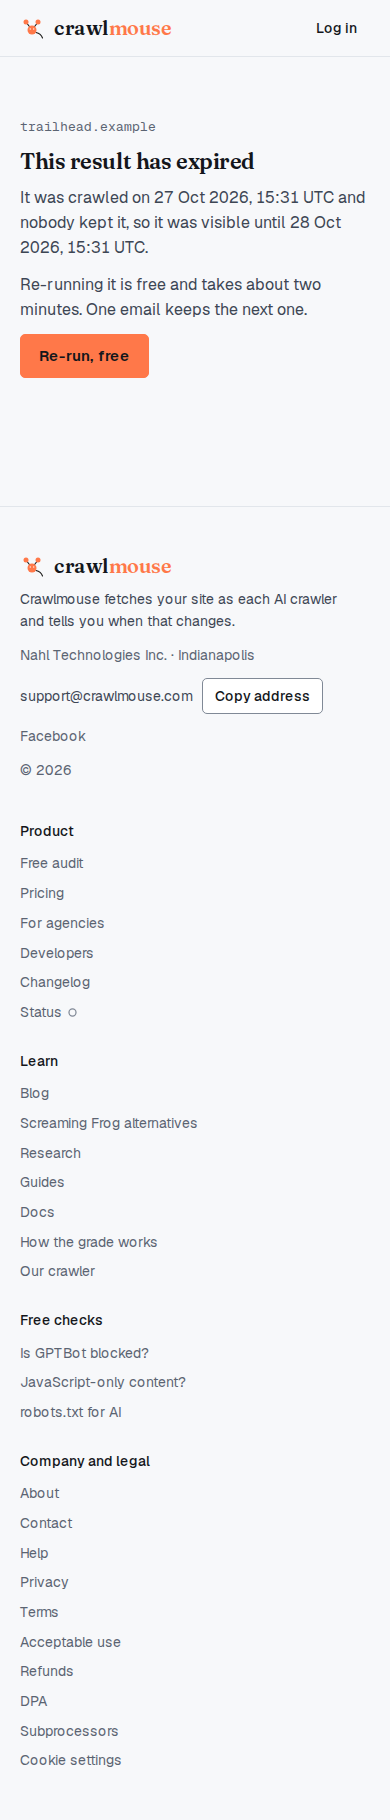 crawlmouse
Log in
trailhead.example
This result has expired
It was crawled on 27 Oct 2026, 15:31 UTC and
nobody kept it, so it was visible until 28 Oct
2026, 15:31 UTC.
Re-running it is free and takes about two
minutes. One email keeps the next one.
Re-run, free
crawlmouse
Crawlmouse fetches your site as each AI crawler
and tells you when that changes.
Nahl Technologies Inc. · Indianapolis
support@crawlmouse.com
Copy address
Facebook
© 2026
Product
Free audit
Pricing
For agencies
Developers
Changelog
Status
Learn
Blog
Screaming Frog alternatives
Research
Guides
Docs
How the grade works
Our crawler
Free checks
Is GPTBot blocked?
JavaScript-only content?
robots.txt for AI
Company and legal
About
Contact
Help
Privacy
Terms
Acceptable use
Refunds
DPA
Subprocessors
Cookie settings